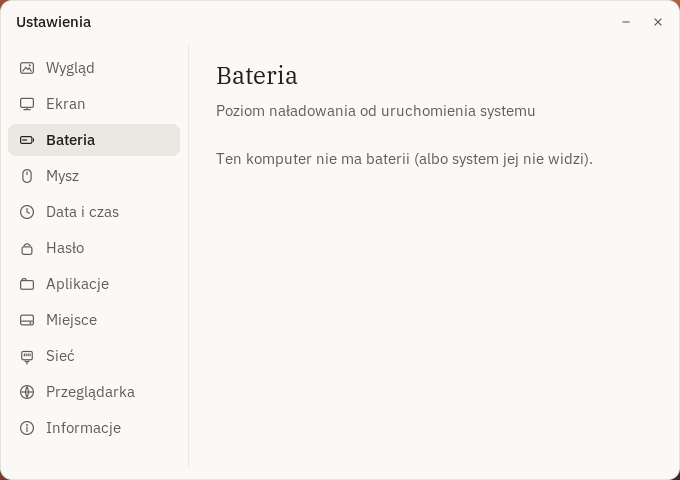 Ustawienia
Wygląd
Ekran
Bateria
Mysz
Data i czas
Hasło
Aplikacje
Miejsce
Sieć
Przeglądarka
Informacje
Bateria
Poziom naładowania od uruchomienia systemu
Ten komputer nie ma baterii (albo system jej nie widzi).